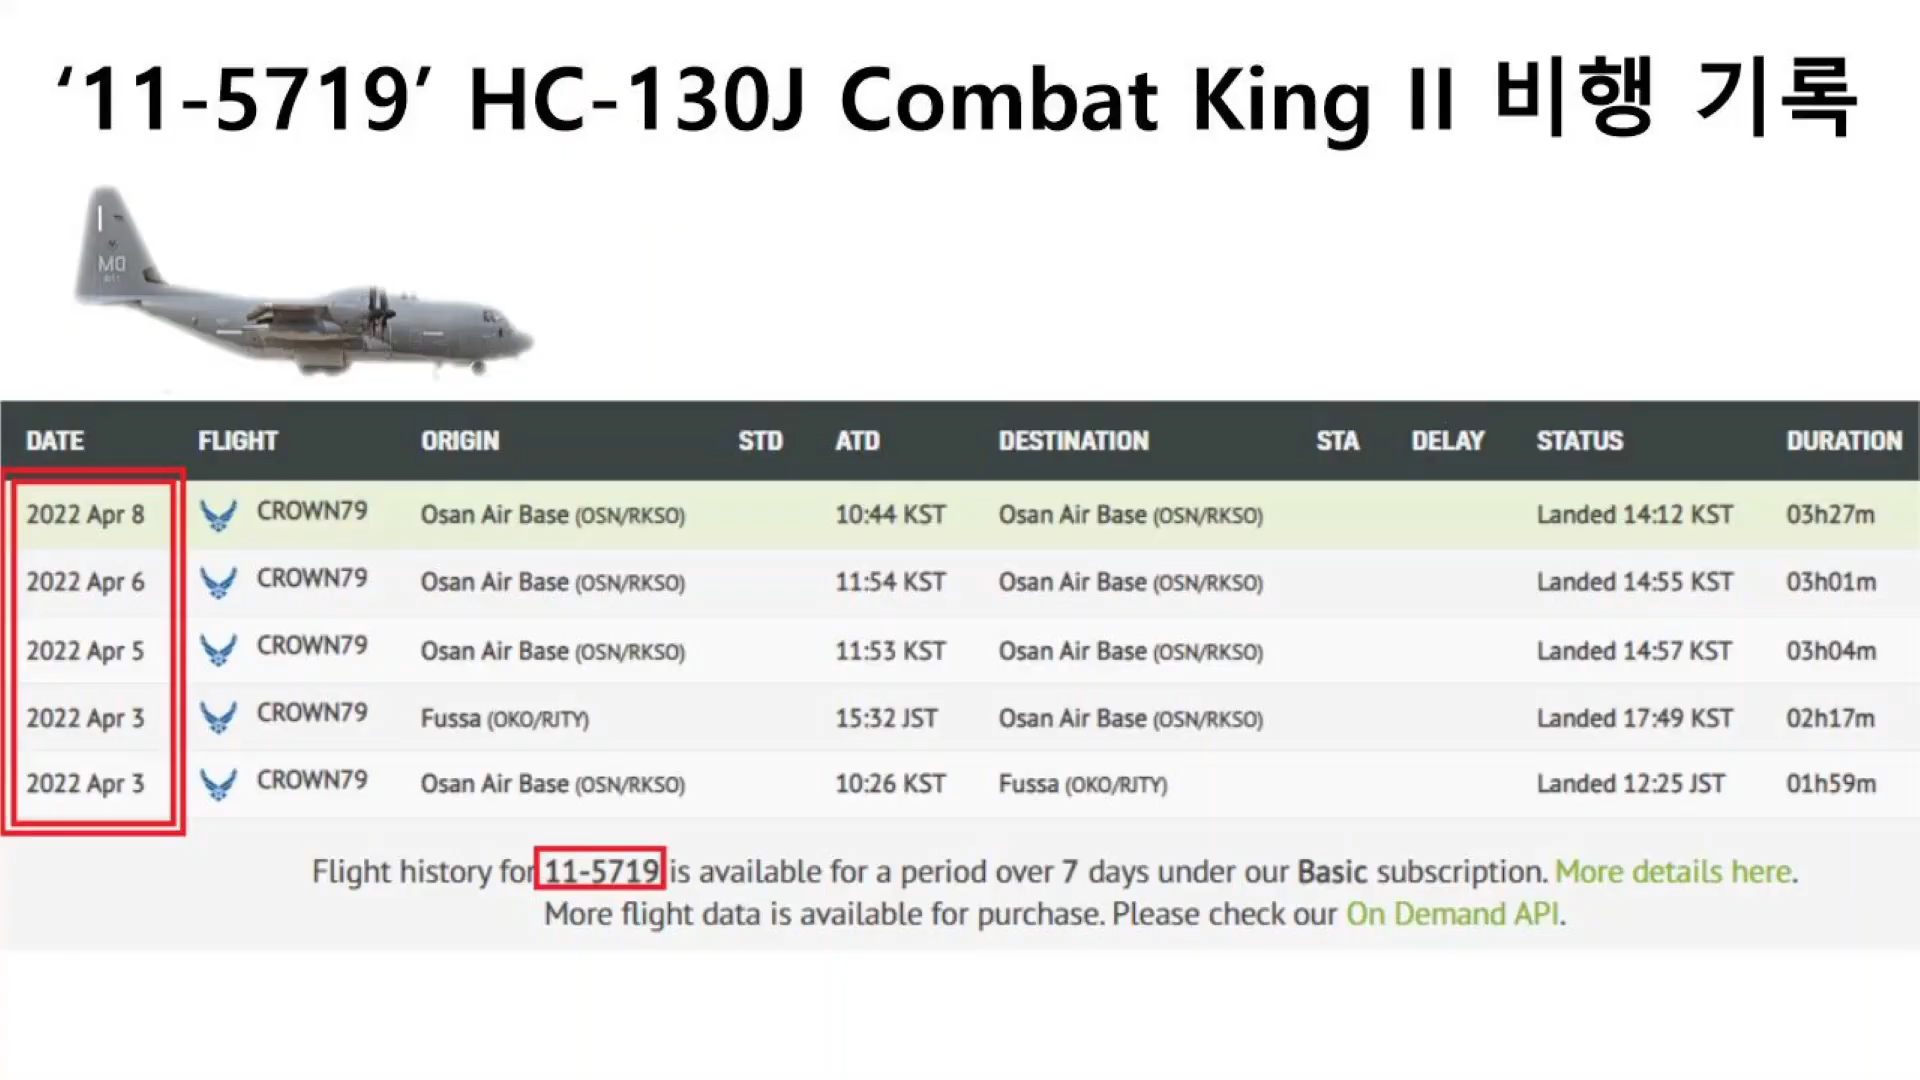 ‘11-5719’ HC-130J Combat King II 비행 기록
MO
DATE FLIGHT ORIGIN STD ATD DESTINATION STA DELAY STATUS DURATION
2022 Apr 8 CROWN79 Osan Air Base (OSN/RKSO) 10:44 KST Osan Air Base (OSN/RKSO) Landed 14:12 KST 03h27m
2022 Apr 6 CROWN79 Osan Air Base (OSN/RKSO) 11:54 KST Osan Air Base (OSN/RKSO) Landed 14:55 KST 03h01m
2022 Apr 5 CROWN79 Osan Air Base (OSN/RKSO) 11:53 KST Osan Air Base (OSN/RKSO) Landed 14:57 KST 03h04m
2022 Apr 3 CROWN79 Fussa (OKO/RJTY) 15:32 JST Osan Air Base (OSN/RKSO) Landed 17:49 KST 02h17m
2022 Apr 3 CROWN79 Osan Air Base (OSN/RKSO) 10:26 KST Fussa (OKO/RJTY) Landed 12:25 JST 01h59m
Flight history for 11-5719 is available for a period over 7 days under our Basic subscription. More details here.
More flight data is available for purchase. Please check our On Demand API.